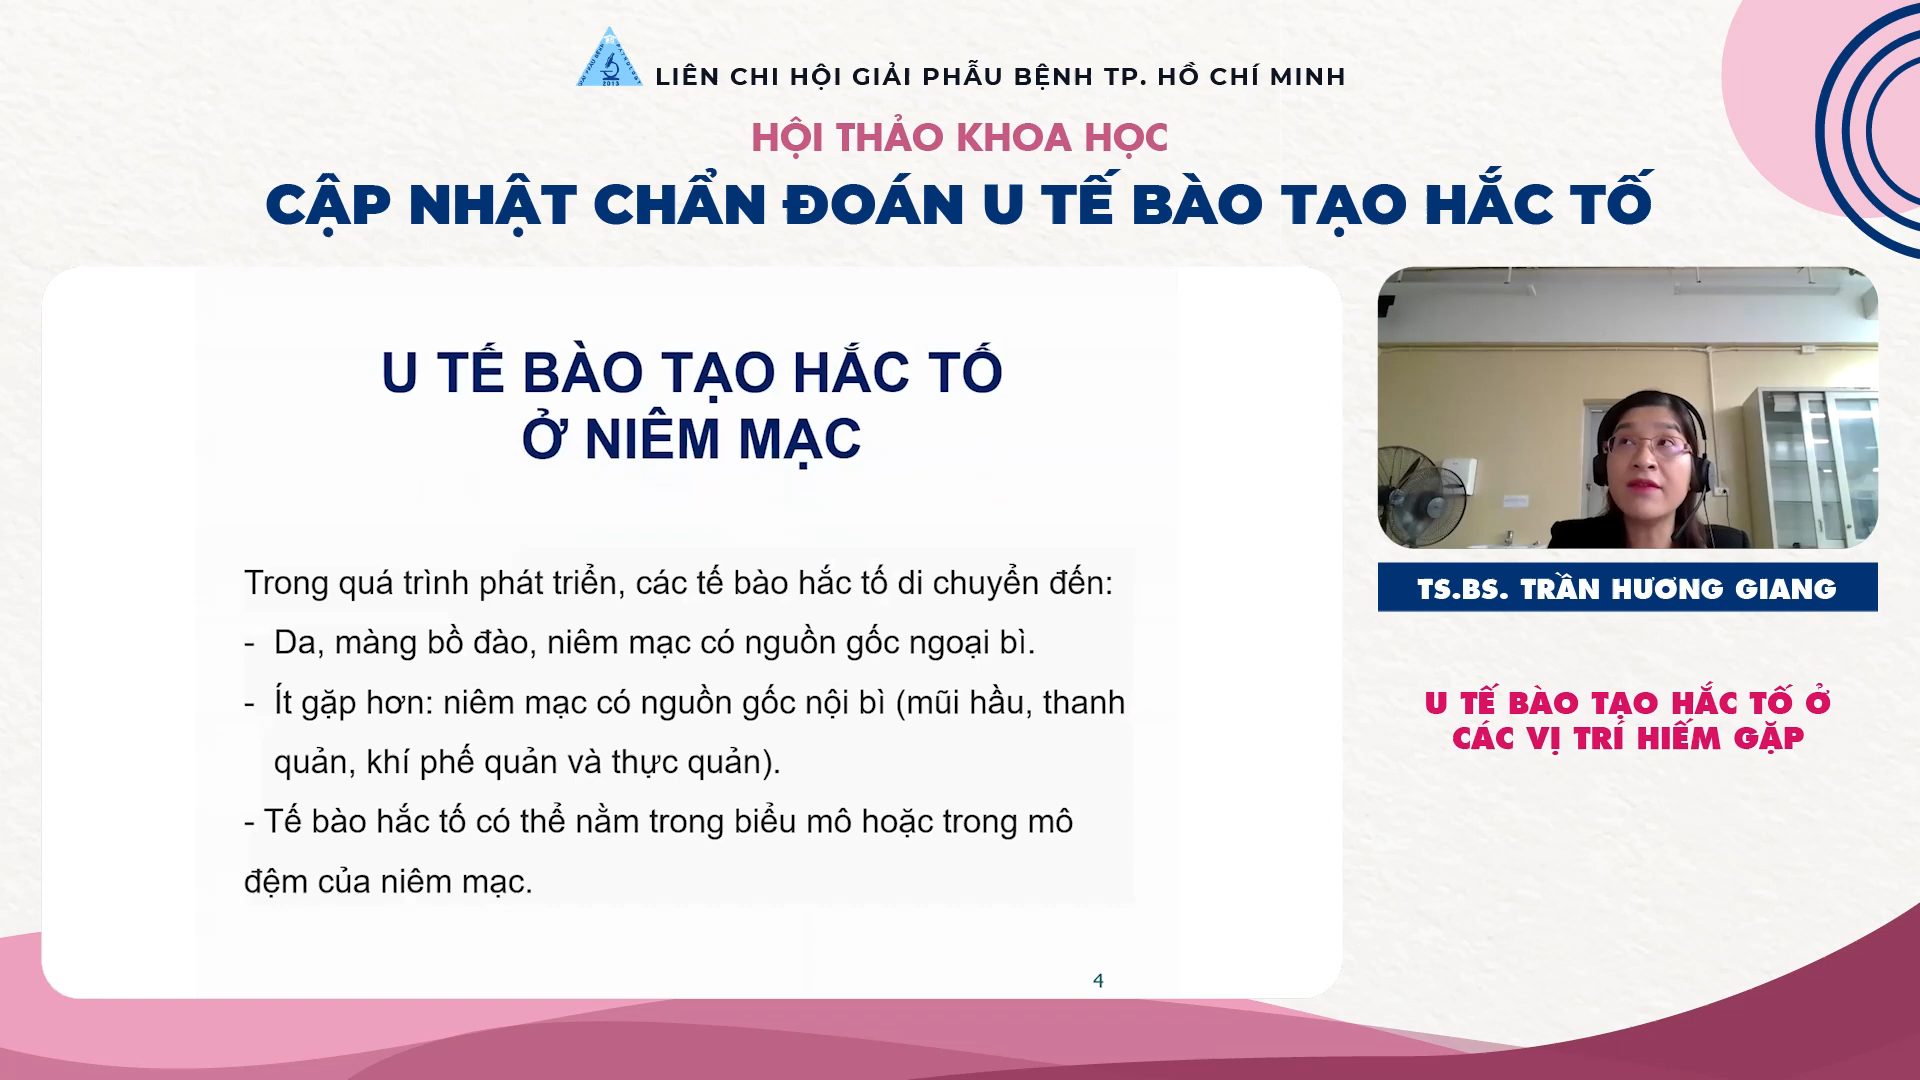 LIÊN CHI HỘI GIẢI PHẪU BỆNH TP. HỒ CHÍ MINH
HỘI THẢO KHOA HỌC
CẬP NHẬT CHẨN ĐOÁN U TẾ BÀO TẠO HẮC TỐ
U TẾ BÀO TẠO HẮC TỐ
Ở NIÊM MẠC
Trong quá trình phát triển, các tế bào hắc tố di chuyển đến:
- Da, màng bồ đào, niêm mạc có nguồn gốc ngoại bì.
- Ít gặp hơn: niêm mạc có nguồn gốc nội bì (mũi hầu, thanh
quản, khí phế quản và thực quản).
- Tế bào hắc tố có thể nằm trong biểu mô hoặc trong mô
đệm của niêm mạc.
4
TS.BS. TRẦN HƯƠNG GIANG
U TẾ BÀO TẠO HẮC TỐ Ở
CÁC VỊ TRÍ HIẾM GẶP